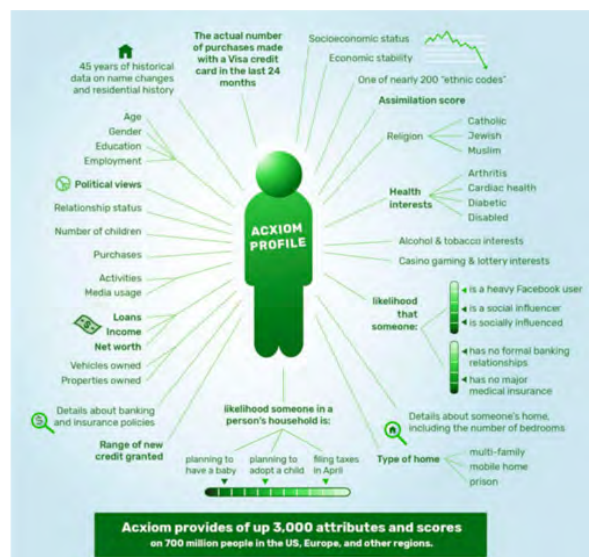 45 years of historical
data on name changes
and residential history
The actual number
of purchases made
with a Visa credit
card in the last 24
months
Socioeconomic status
Economic stability
One of nearly 200 "ethnic codes"
Assimilation score
Religion
Catholic
Jewish
Muslim
Health
interests
Arthritis
Cardiac health
Diabetic
Disabled
Alcohol & tobacco interests
Casino gaming & lottery interests
likelihood
that
someone:
is a heavy Facebook user
is a social influencer
is socially influenced
has no formal banking
relationships
has no major
medical insurance
Details about someone's home,
including the number of bedrooms
Type of home
multi-family
mobile home
prison
Age
Gender
Education
Employment
Political views
Relationship status
Number of children
Purchases
Activities
Media usage
Loans
Income
Net worth
Vehicles owned
Properties owned
Details about banking
and insurance policies
Range of new
credit granted
ACXIOM
PROFILE
likelihood someone in a
person's household is:
planning to
have a baby
planning to
adopt a child
filing taxes
in April
Acxiom provides of up 3,000 attributes and scores
on 700 million people in the US, Europe, and other regions.